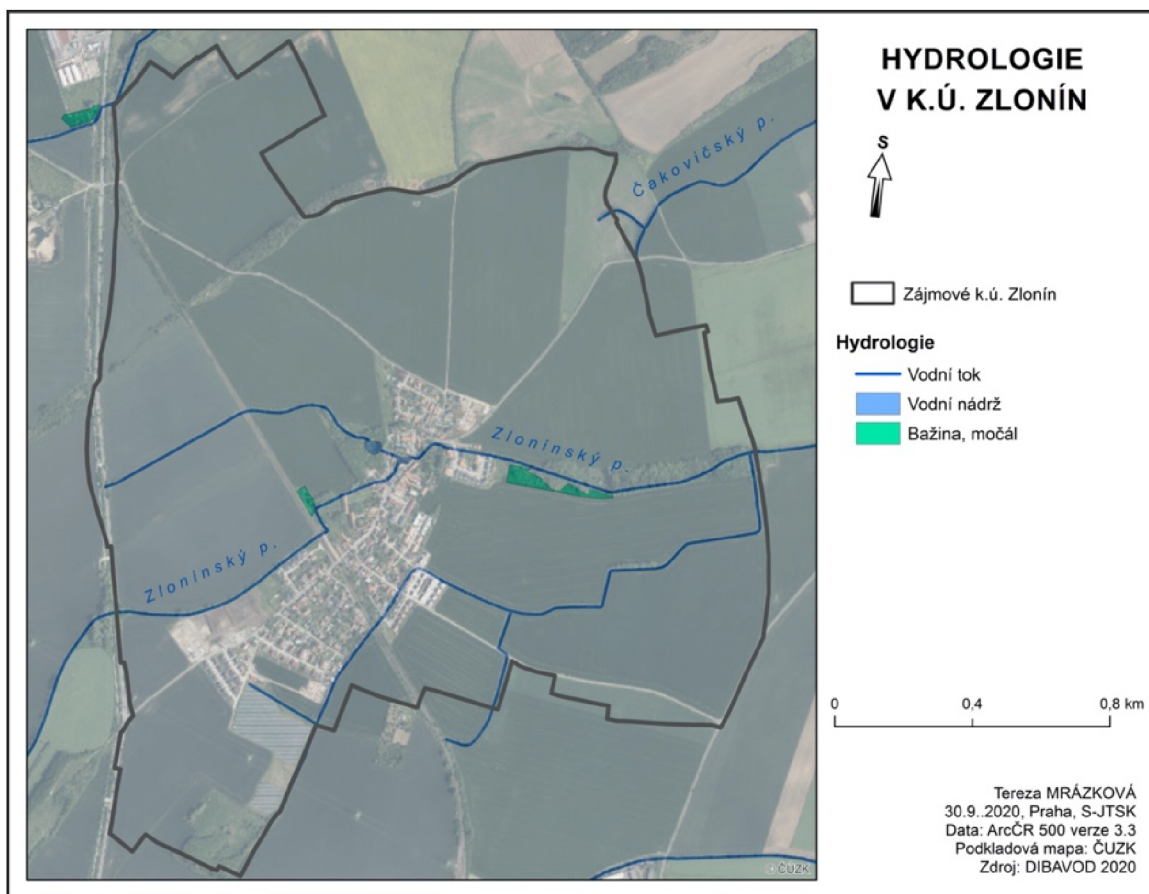 HYDROLOGIE
V K.Ú. ZLONÍN
S
Čakovičský p.
Zájmové k.ú. Zlonín
Hydrologie
Vodní tok
Vodní nádrž
Bažina, močál
Zlonínský p.
Zlonínský p.
0 0,4 0,8 km
Tereza MRÁZKOVÁ
30.9..2020, Praha, S-JTSK
Data: ArcČR 500 verze 3.3
Podkladová mapa: ČUZK
Zdroj: DIBAVOD 2020
© ČUZK